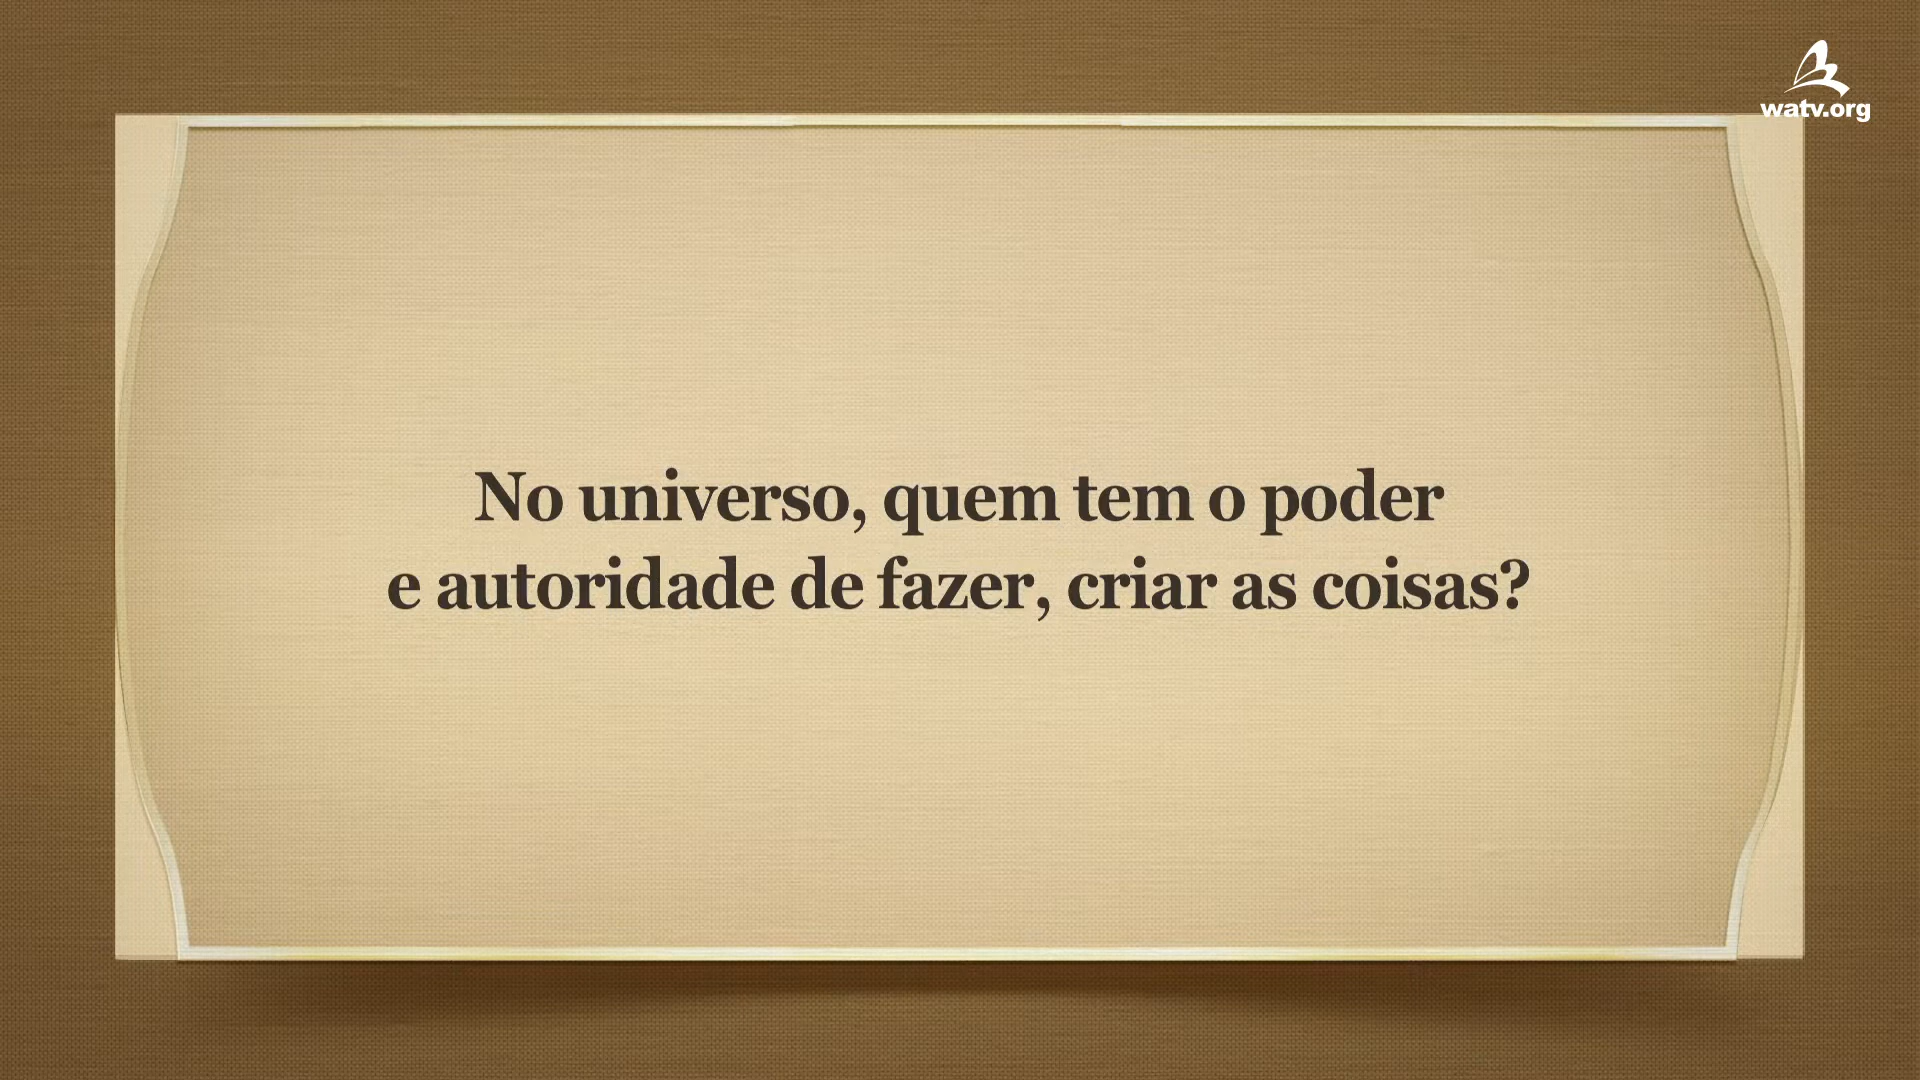 watv.org
No universo, quem tem o poder
e autoridade de fazer, criar as coisas?